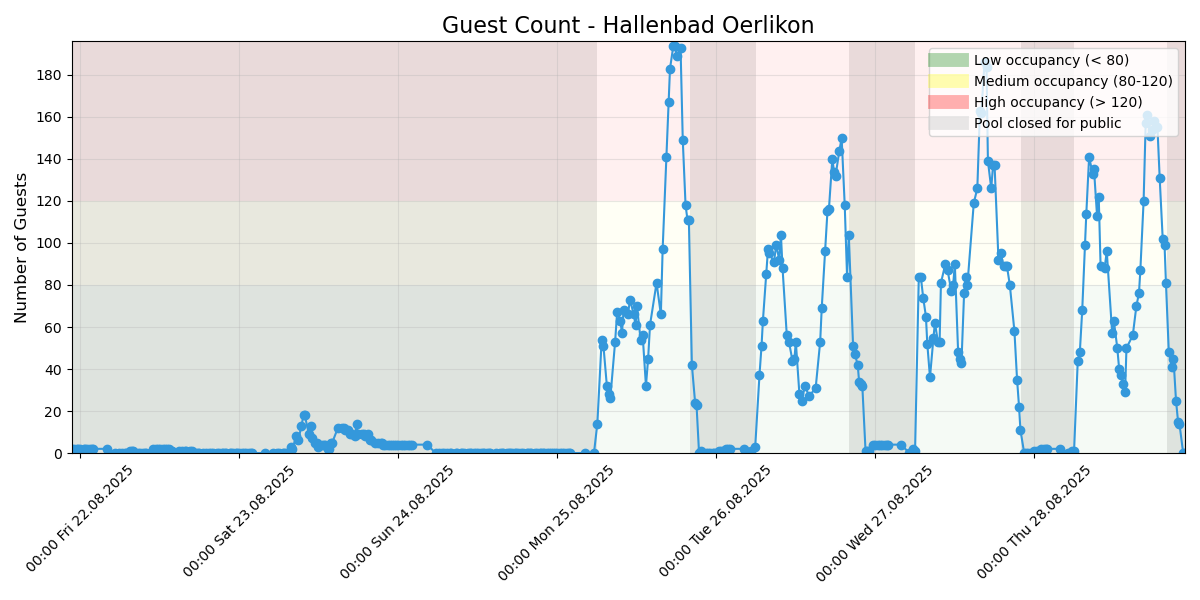 Guest Count - Hallenbad Oerlikon
Number of Guests
180
160
140
120
100
80
60
40
20
0
Low occupancy (< 80)
Medium occupancy (80-120)
High occupancy (> 120)
Pool closed for public
00:00 Fri 22.08.2025
00:00 Sat 23.08.2025
00:00 Sun 24.08.2025
00:00 Mon 25.08.2025
00:00 Tue 26.08.2025
00:00 Wed 27.08.2025
00:00 Thu 28.08.2025